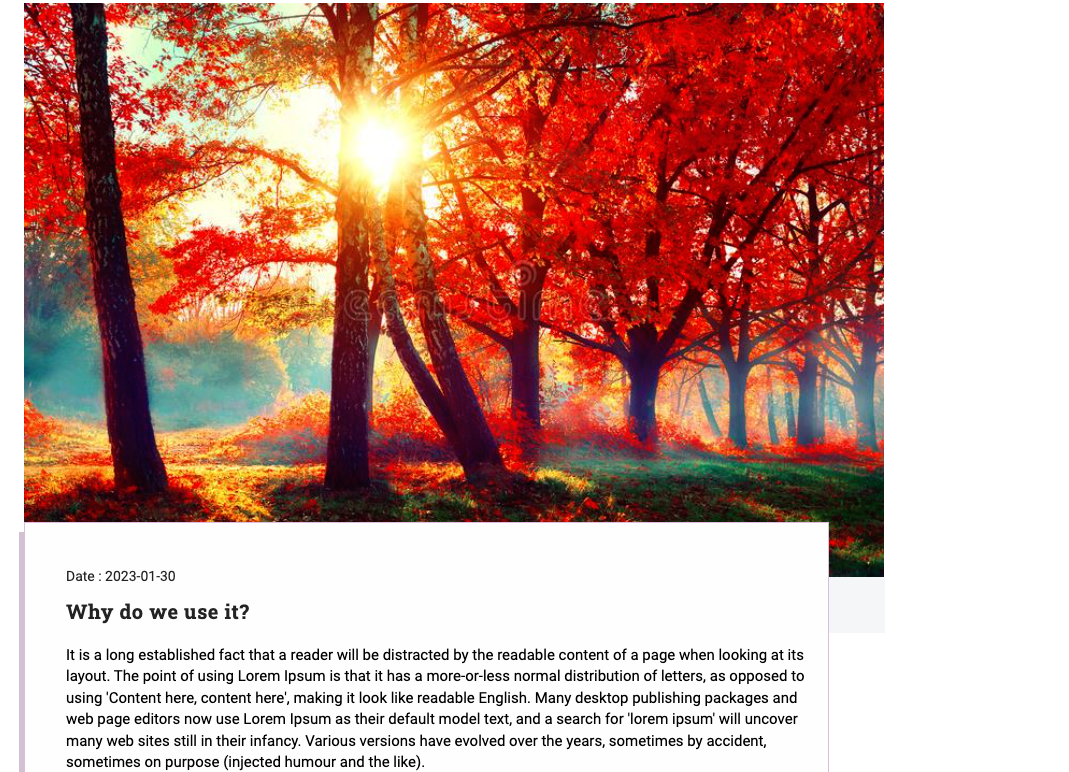 Date : 2023-01-30
Why do we use it?
It is a long established fact that a reader will be distracted by the readable content of a page when looking at its
layout. The point of using Lorem Ipsum is that it has a more-or-less normal distribution of letters, as opposed to
using 'Content here, content here', making it look like readable English. Many desktop publishing packages and
web page editors now use Lorem Ipsum as their default model text, and a search for 'lorem ipsum' will uncover
many web sites still in their infancy. Various versions have evolved over the years, sometimes by accident,
sometimes on purpose (injected humour and the like).